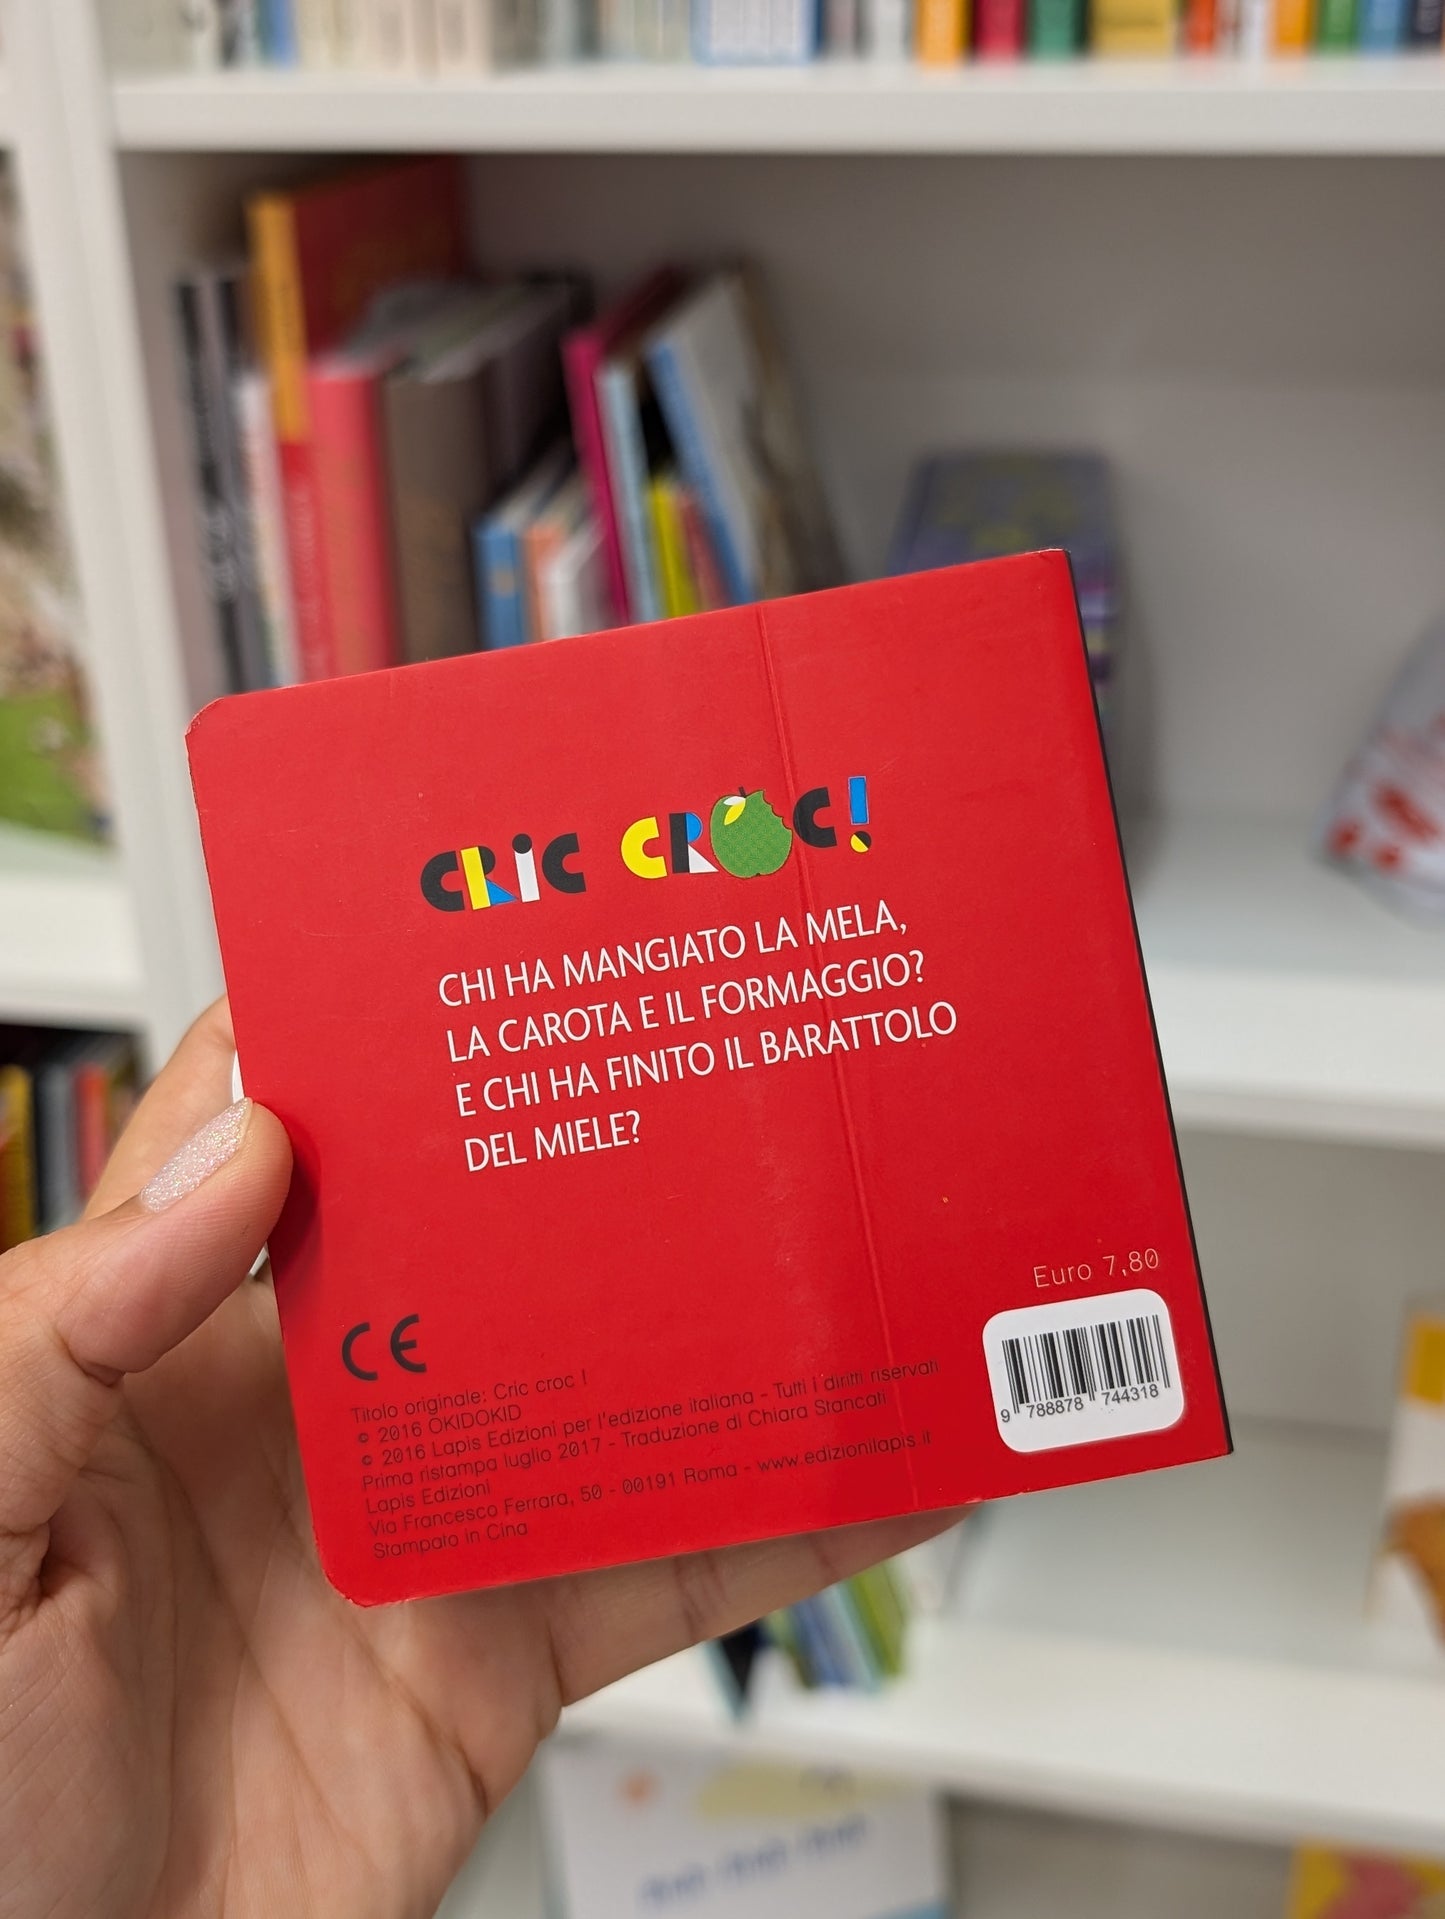 CRIC CROC!
CHI HA MANGIATO LA MELA,
LA CAROTA E IL FORMAGGIO?
E CHI HA FINITO IL BARATTOLO
DEL MIELE?
Euro 7,80
9 788878 744318
CE
Titolo originale: Cric croc !
© 2016 OKIDOKID
© 2016 Lapis Edizioni per l'edizione italiana - Tutti i diritti riservati
Prima ristampa luglio 2017 - Traduzione di Chiara Stancati
Lapis Edizioni
Via Francesco Ferrara, 50 - 00191 Roma - www.edizionilapis.it
Stampato in Cina